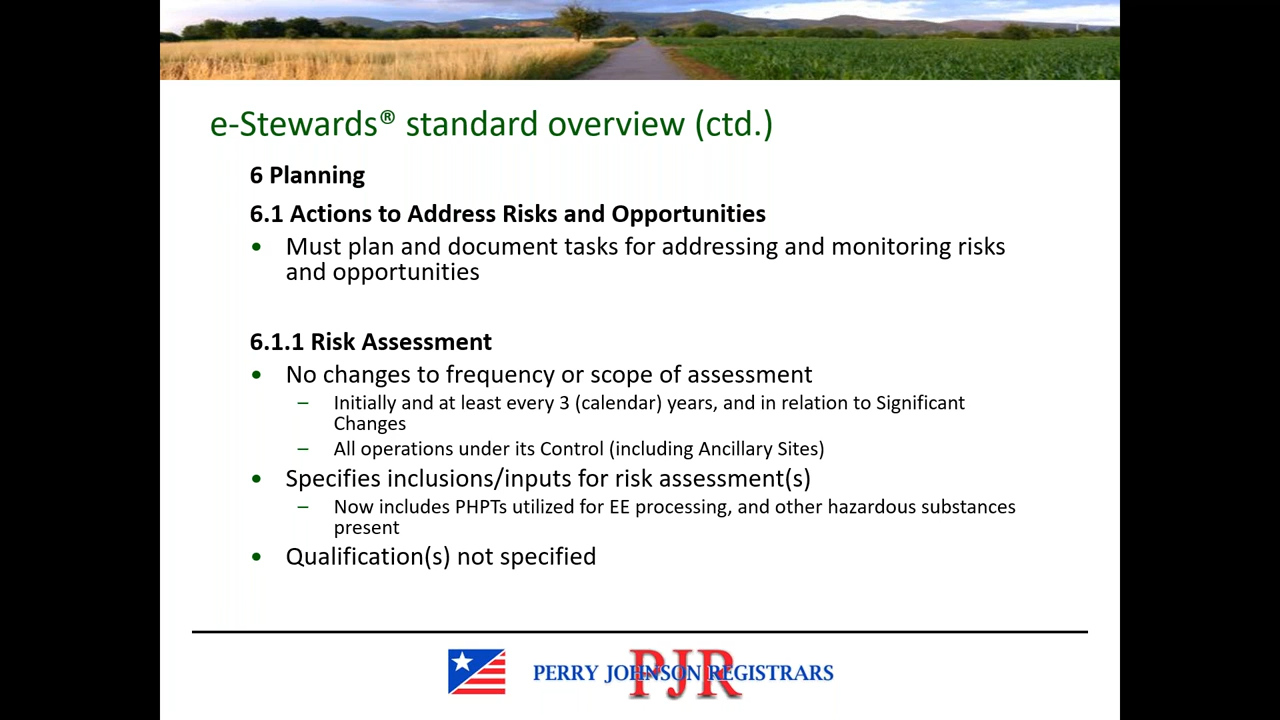 e-Stewards® standard overview (ctd.)
6 Planning
6.1 Actions to Address Risks and Opportunities
• Must plan and document tasks for addressing and monitoring risks
and opportunities
6.1.1 Risk Assessment
• No changes to frequency or scope of assessment
– Initially and at least every 3 (calendar) years, and in relation to Significant
Changes
– All operations under its Control (including Ancillary Sites)
• Specifies inclusions/inputs for risk assessment(s)
– Now includes PHPTs utilized for EE processing, and other hazardous substances
present
• Qualification(s) not specified
PJR
PERRY JOHNSON REGISTRARS